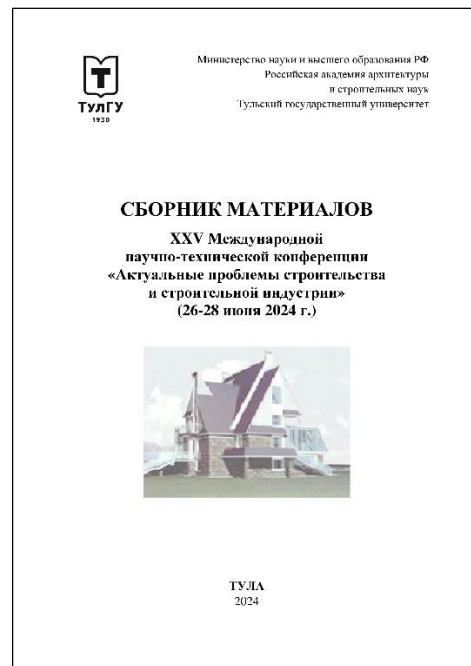 Т
ТулГУ
1930
Министерство науки и высшего образования РФ
Российская академия архитектуры
и строительных наук
Тульский государственный университет
СБОРНИК МАТЕРИАЛОВ
XXV Международной
научно-технической конференции
«Актуальные проблемы строительства
и строительной индустрии»
(26-28 июня 2024 г.)
ТУЛА
2024